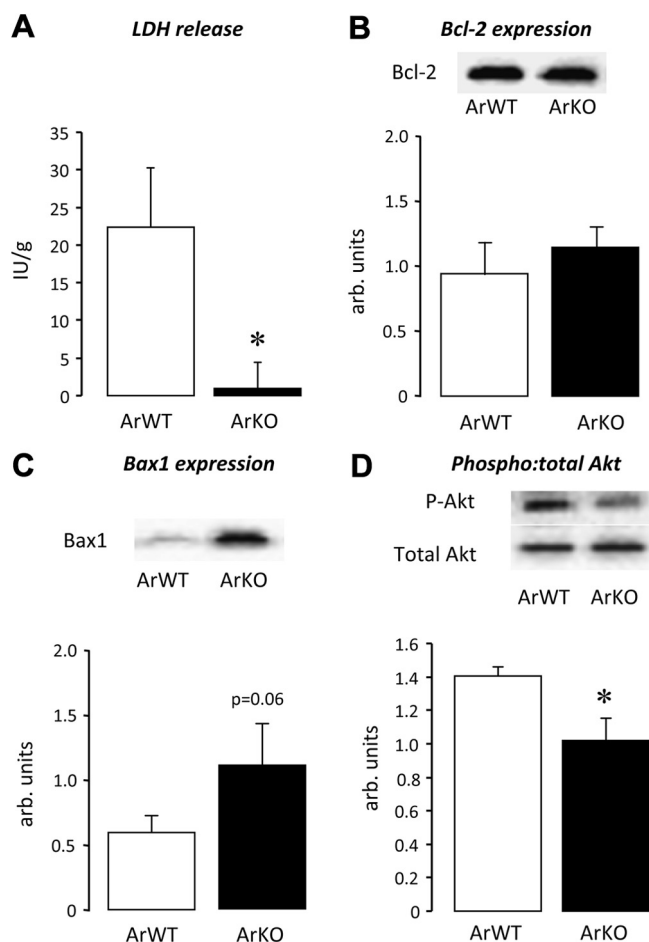 A LDH release
IU/g
35
30
25
20
15
10
5
0
*
ArWT ArKO
B Bcl-2 expression
Bcl-2
ArWT ArKO
arb. units
2.0
1.5
1.0
0.5
0
ArWT ArKO
C Bax1 expression
Bax1
ArWT ArKO
arb. units
2.0
1.5
1.0
0.5
0
p=0.06
ArWT ArKO
D Phospho:total Akt
P-Akt
Total Akt
ArWT ArKO
arb. units
1.6
1.4
1.2
1.0
0.8
0.6
0.4
0.2
0
*
ArWT ArKO